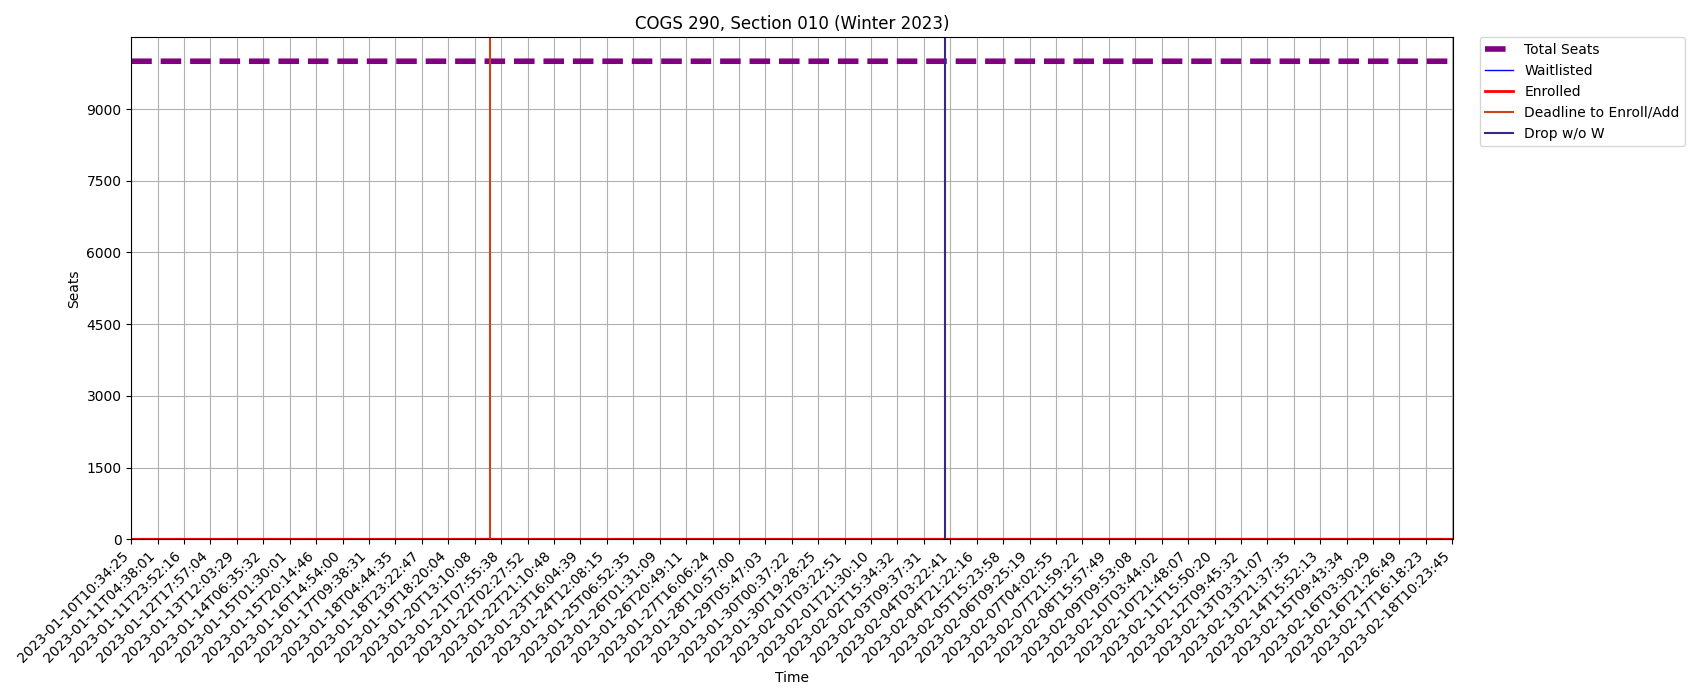 COGS 290, Section 010 (Winter 2023)
Total Seats
Waitlisted
Enrolled
Deadline to Enroll/Add
Drop w/o W
Seats
9000
7500
6000
4500
3000
1500
0
2023-01-10T10:34:25
2023-01-11T04:38:01
2023-01-11T23:52:16
2023-01-12T17:57:04
2023-01-13T12:03:29
2023-01-14T06:35:32
2023-01-15T01:30:01
2023-01-15T20:14:46
2023-01-16T14:54:00
2023-01-17T09:38:31
2023-01-18T04:44:35
2023-01-18T23:22:47
2023-01-19T18:20:04
2023-01-20T13:10:08
2023-01-21T07:55:38
2023-01-22T02:27:52
2023-01-22T21:10:48
2023-01-23T16:04:39
2023-01-24T12:08:15
2023-01-25T06:52:35
2023-01-26T01:31:09
2023-01-26T20:49:11
2023-01-27T16:06:24
2023-01-28T10:57:00
2023-01-29T05:47:03
2023-01-30T00:37:22
2023-01-30T19:28:25
2023-02-01T03:22:51
2023-02-01T21:30:10
2023-02-02T15:34:32
2023-02-03T09:37:31
2023-02-04T03:22:41
2023-02-04T21:22:16
2023-02-05T15:23:58
2023-02-06T09:25:19
2023-02-07T04:02:55
2023-02-07T21:59:22
2023-02-08T15:57:49
2023-02-09T09:53:08
2023-02-10T03:44:02
2023-02-10T21:48:07
2023-02-11T15:50:20
2023-02-12T09:45:32
2023-02-13T03:31:07
2023-02-13T21:37:35
2023-02-14T15:52:13
2023-02-15T09:43:34
2023-02-16T03:30:29
2023-02-16T21:26:49
2023-02-17T16:18:23
2023-02-18T10:23:45
Time